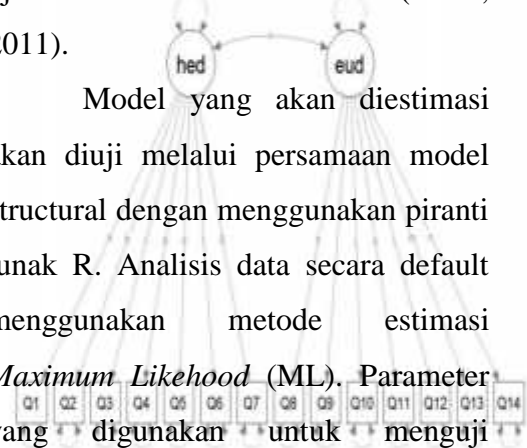 2011).
hed eud
Model yang akan diestimasi
akan diuji melalui persamaan model
structural dengan menggunakan piranti
lunak R. Analisis data secara default
menggunakan metode estimasi
Maximum Likehood (ML). Parameter
Q1 Q2 Q3 Q4 Q5 Q6 Q7 Q8 Q9 Q10 Q11 Q12 Q13 Q14
yang digunakan untuk menguji